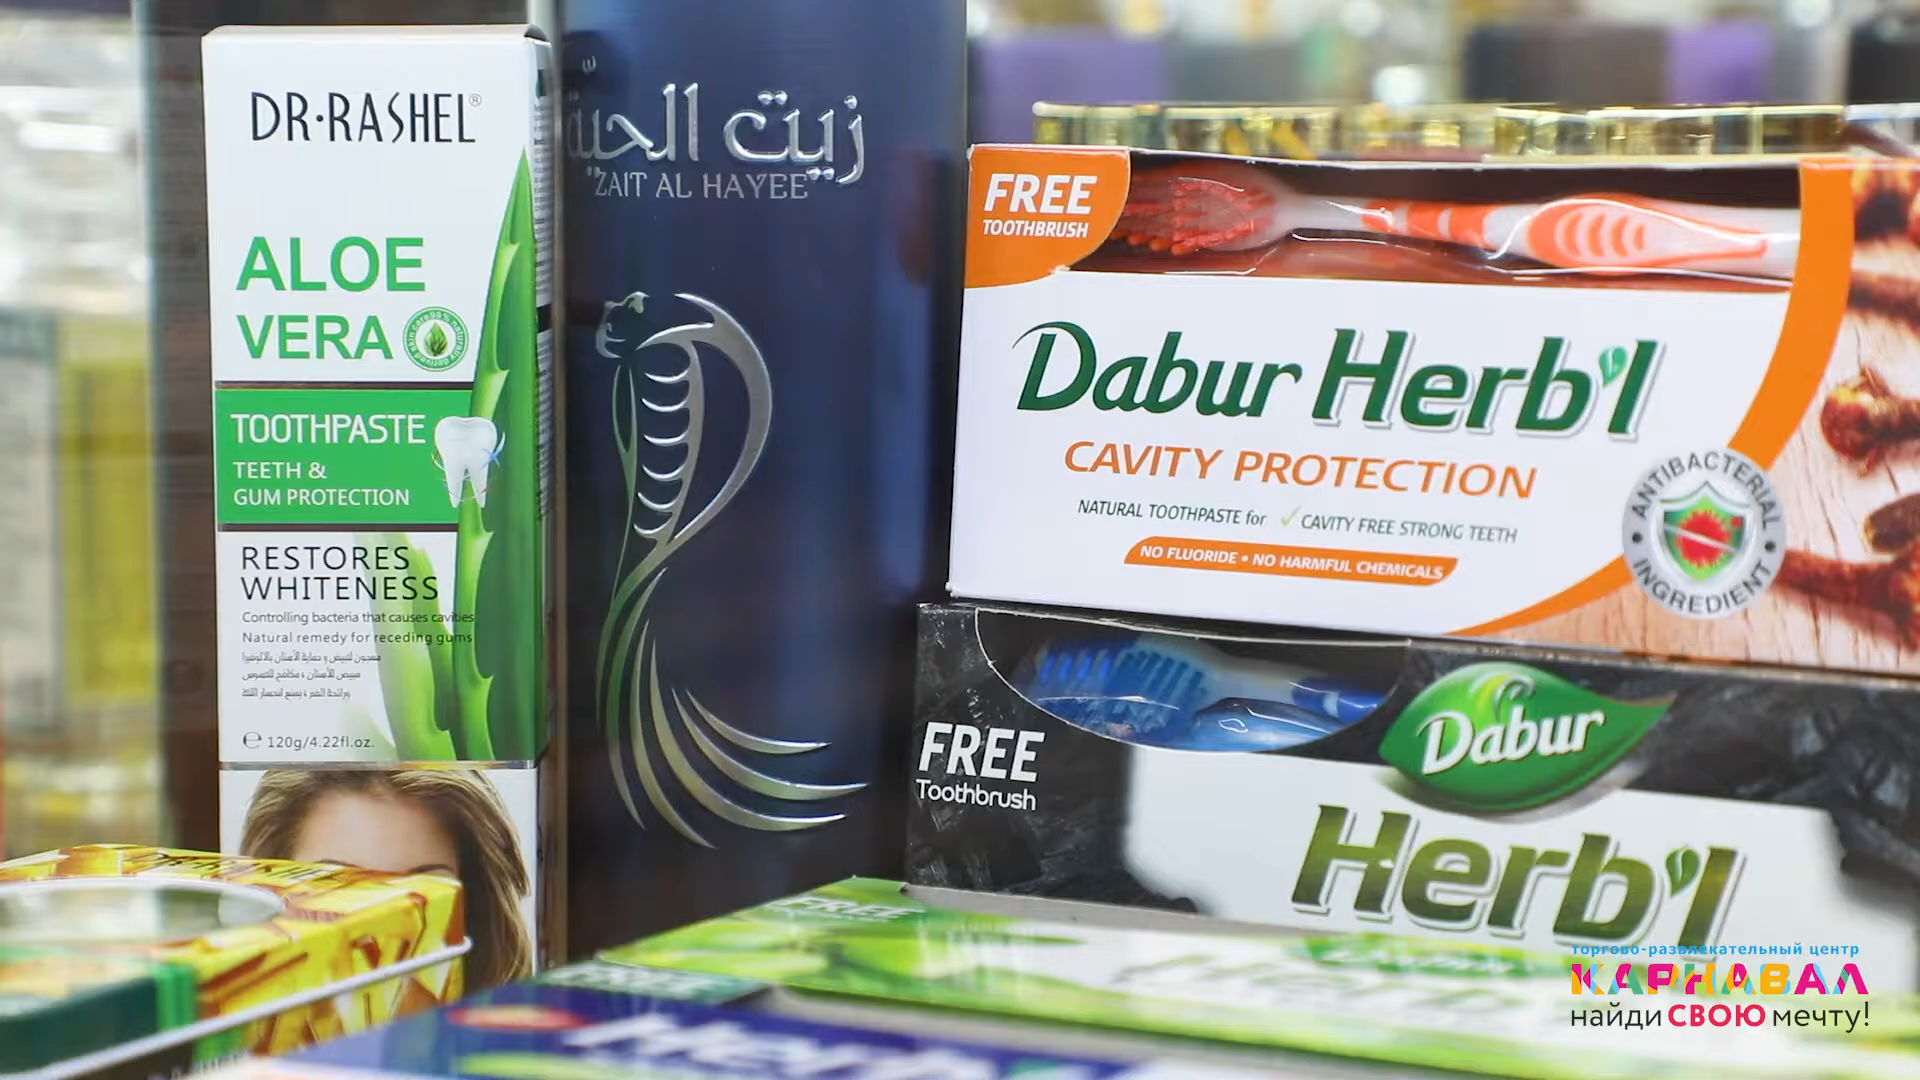 DR·RASHEL®
ALOE
VERA
TOOTHPASTE
TEETH &
GUM PROTECTION
RESTORES
WHITENESS
Controlling bacteria that causes cavities
Natural remedy for receding gums
℮ 120g/4.22fl.oz.
زيت الحية
ZAIT AL HAYEE
FREE
TOOTHBRUSH
Dabur Herb'l
CAVITY PROTECTION
NATURAL TOOTHPASTE for ✓ CAVITY FREE STRONG TEETH
NO FLUORIDE • NO HARMFUL CHEMICALS
ANTIBACTERIAL
• INGREDIENT •
FREE
Toothbrush
Dabur
Herb'l
FREE
Herb
торгово-развлекательный центр
КАРНАВАЛ
найди СВОЮ мечту!